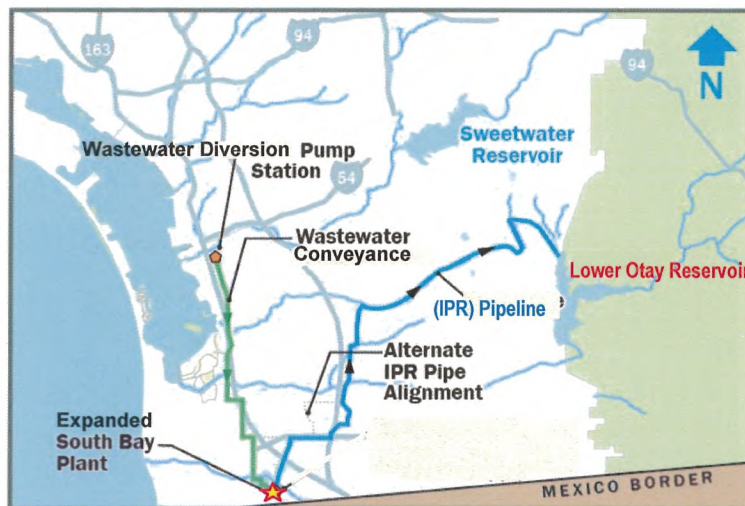 163
94
94
N
Sweetwater
Reservoir
Wastewater Diversion Pump
Station
54
Wastewater
Conveyance
Lower Otay Reservoir
(IPR) Pipeline
Alternate
IPR Pipe
Alignment
Expanded
South Bay
Plant
MEXICO BORDER